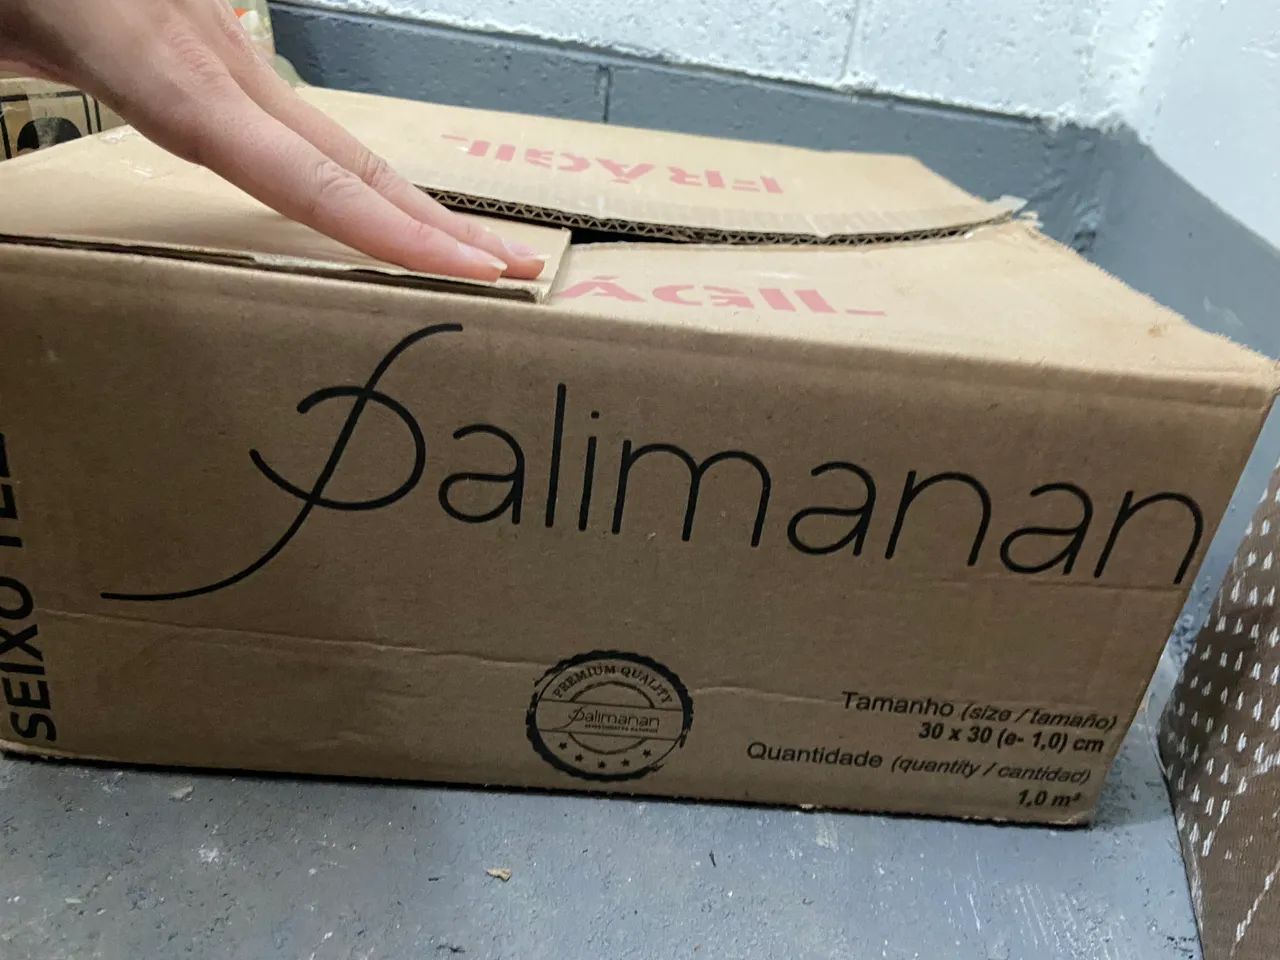 FRÁGIL
ÁGIL
Palimanan
SEIXO
PREMIUM QUALITY
Palimanan
Tamanho (size / tamaño)
30 x 30 (e- 1,0) cm
Quantidade (quantity / cantidad)
1,0 m²